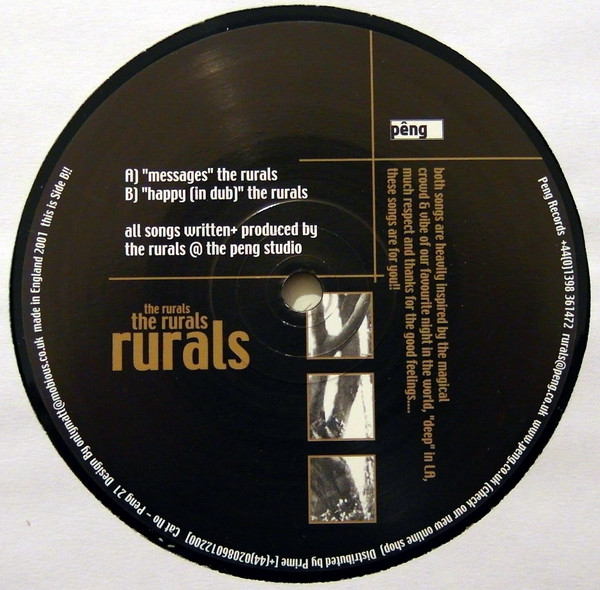 pêng
A) "messages" the rurals
B) "happy (in dub)" the rurals
all songs written+ produced by
the rurals @ the peng studio
the rurals
the rurals
rurals
both songs are heavily inspired by the magical
crowd & vibe of our favourite night in the world, "deep" in LA,
much respect and thanks for the good feelings....
these songs are for you!!
Peng Records +44(0)1398 361472 rurals@peng.co.uk www.peng.co.uk (check our new online shop) Distributed by Prime [+(44)02086012200] Cat No - Peng 21 Design By onlymatt@mobius.co.uk made in England 2001 this is Side B!!